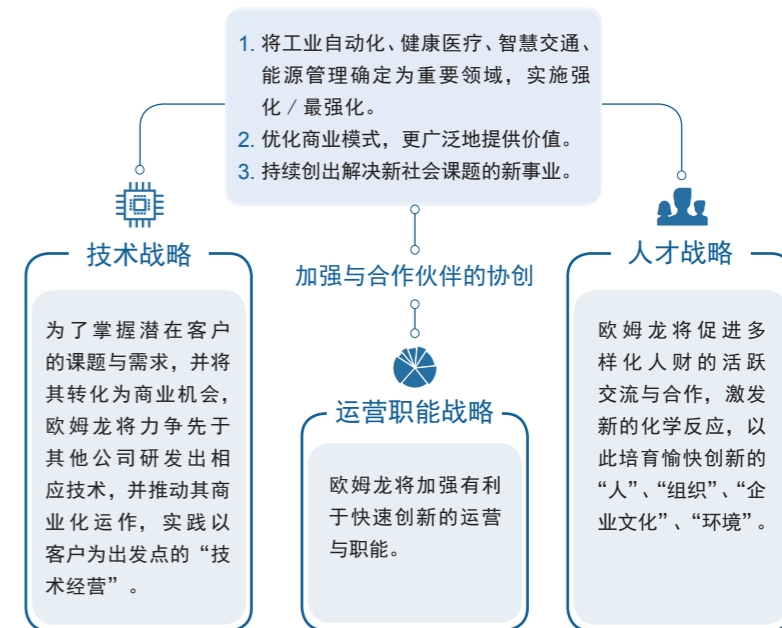 1. 将工业自动化、健康医疗、智慧交通、
能源管理确定为重要领域，实施强
化 / 最强化。
2. 优化商业模式，更广泛地提供价值。
3. 持续创出解决新社会课题的新事业。
技术战略
为了掌握潜在客户
的课题与需求，并将
其转化为商业机会，
欧姆龙将力争先于
其他公司研发出相
应技术，并推动其商
业化运作，实践以
客户为出发点的“技
术经营”。
加强与合作伙伴的协创
运营职能战略
欧姆龙将加强有利
于快速创新的运营
与职能。
人才战略
欧姆龙将促进多
样化人财的活跃
交流与合作，激发
新的化学反应，以
此培育愉快创新的
“人”、“组织”、“企
业文化”、“环境”。